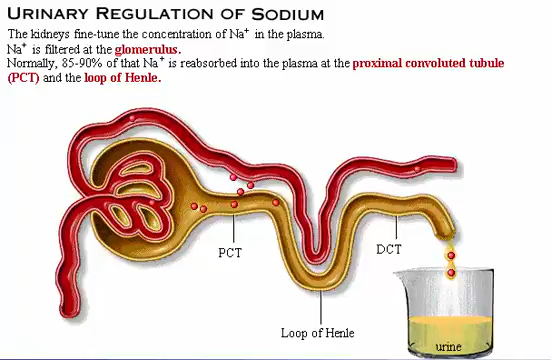 URINARY REGULATION OF SODIUM
The kidneys fine-tune the concentration of Na⁺ in the plasma.
Na⁺ is filtered at the glomerulus.
Normally, 85-90% of that Na⁺ is reabsorbed into the plasma at the proximal convoluted tubule
(PCT) and the loop of Henle.
PCT
DCT
Loop of Henle
urine